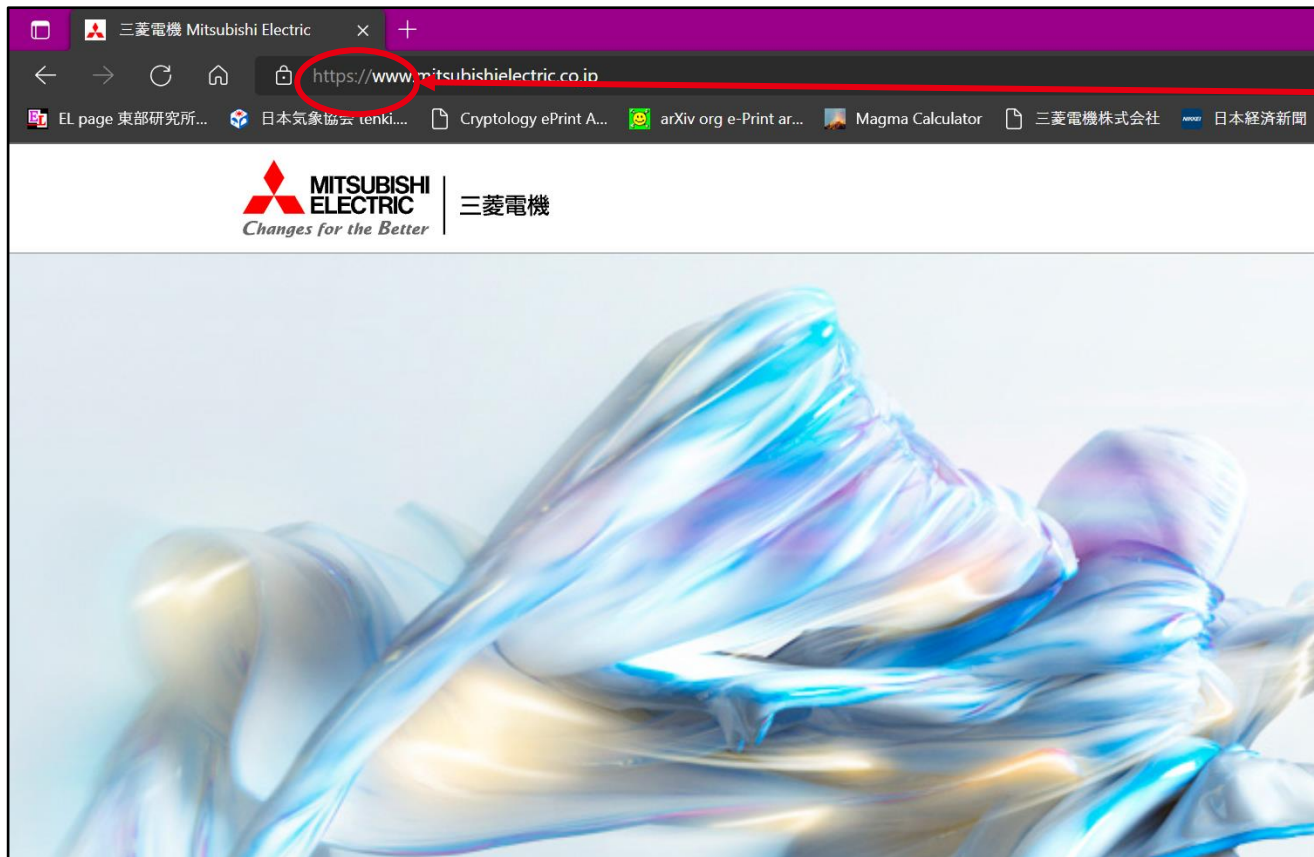 三菱電機 Mitsubishi Electric
https://www.mitsubishielectric.co.jp
EL page 東部研究所... 日本気象協会 tenki.... Cryptology ePrint A... arXiv org e-Print ar... Magma Calculator 三菱電機株式会社 NIKKEI 日本経済新聞
MITSUBISHI
ELECTRIC
Changes for the Better
三菱電機